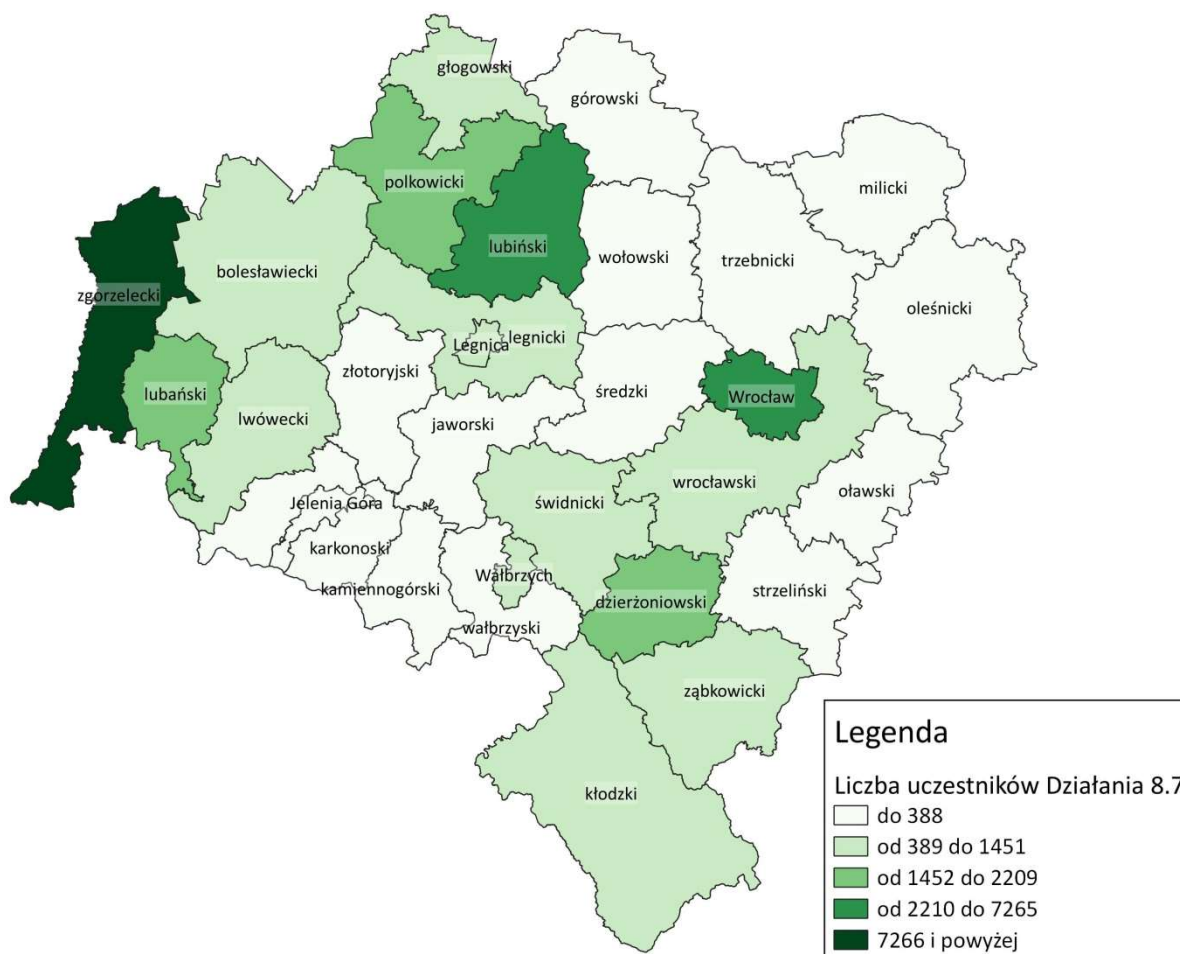 głogowski
górowski
milicki
polkowicki
lubiński
wołowski
trzebnicki
bolesławiecki
zgorzelecki
oleśnicki
legnicki
Legnica
złotoryjski
średzki
Wrocław
lubański
lwówecki
jaworski
wrocławski
oławski
świdnicki
Jelenia Góra
karkonoski
kamiennogórski
Wałbrzych
wałbrzyski
dzierżoniowski
strzeliński
ząbkowicki
kłodzki
Legenda
Liczba uczestników Działania 8.7
do 388
od 389 do 1451
od 1452 do 2209
od 2210 do 7265
7266 i powyżej